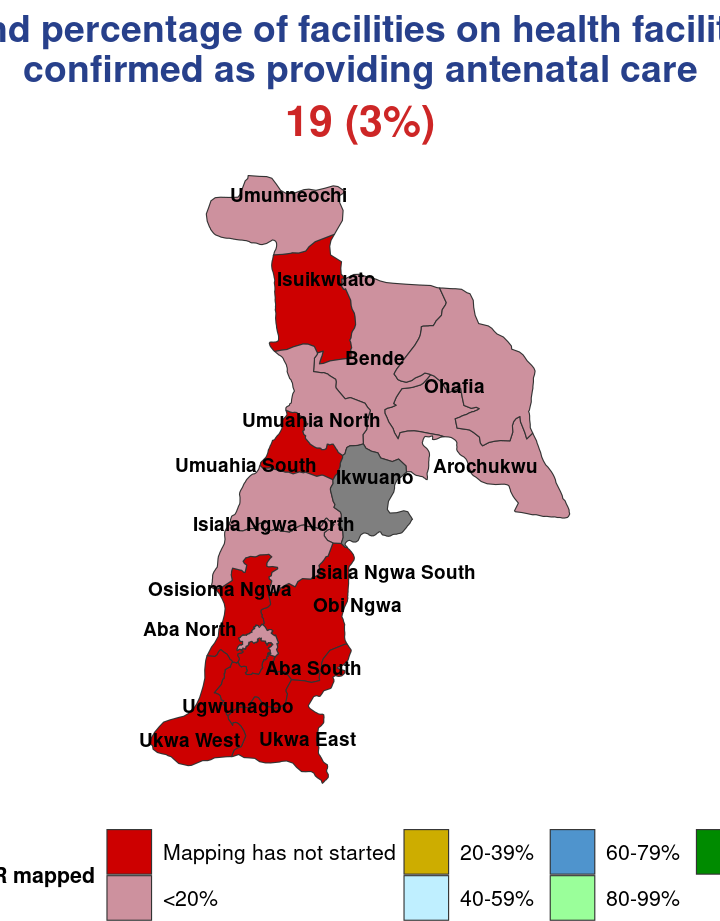 nd percentage of facilities on health facilit
confirmed as providing antenatal care
19 (3%)
Umunneochi
Isuikwuato
Bende
Ohafia
Umuahia North
Umuahia South
Arochukwu
Ikwuano
Isiala Ngwa North
Isiala Ngwa South
Osisioma Ngwa
Obi Ngwa
Aba North
Aba South
Ugwunagbo
Ukwa West
Ukwa East
R mapped
Mapping has not started
<20%
20-39%
40-59%
60-79%
80-99%